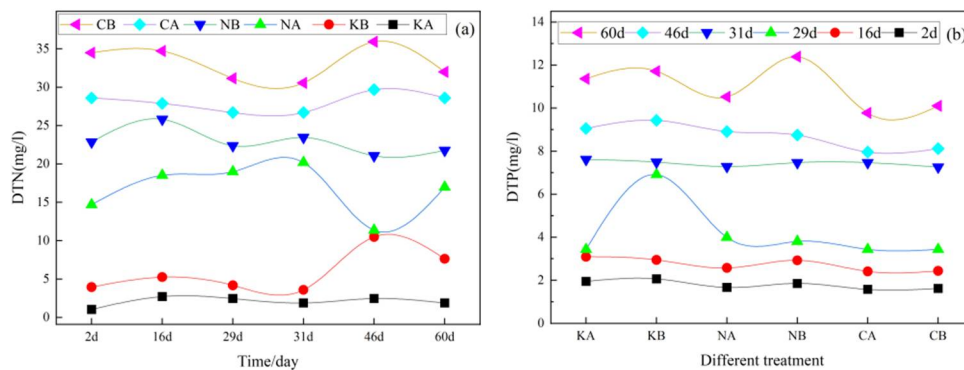 CB CA NB NA KB KA (a)
35
30
25
20
15
10
5
0
DTN(mg/l)
2d 16d 29d 31d 46d 60d
Time/day
14 (b)
60d 46d 31d 29d 16d 2d
12
10
8
6
4
2
0
DTP(mg/l)
KA KB NA NB CA CB
Different treatment